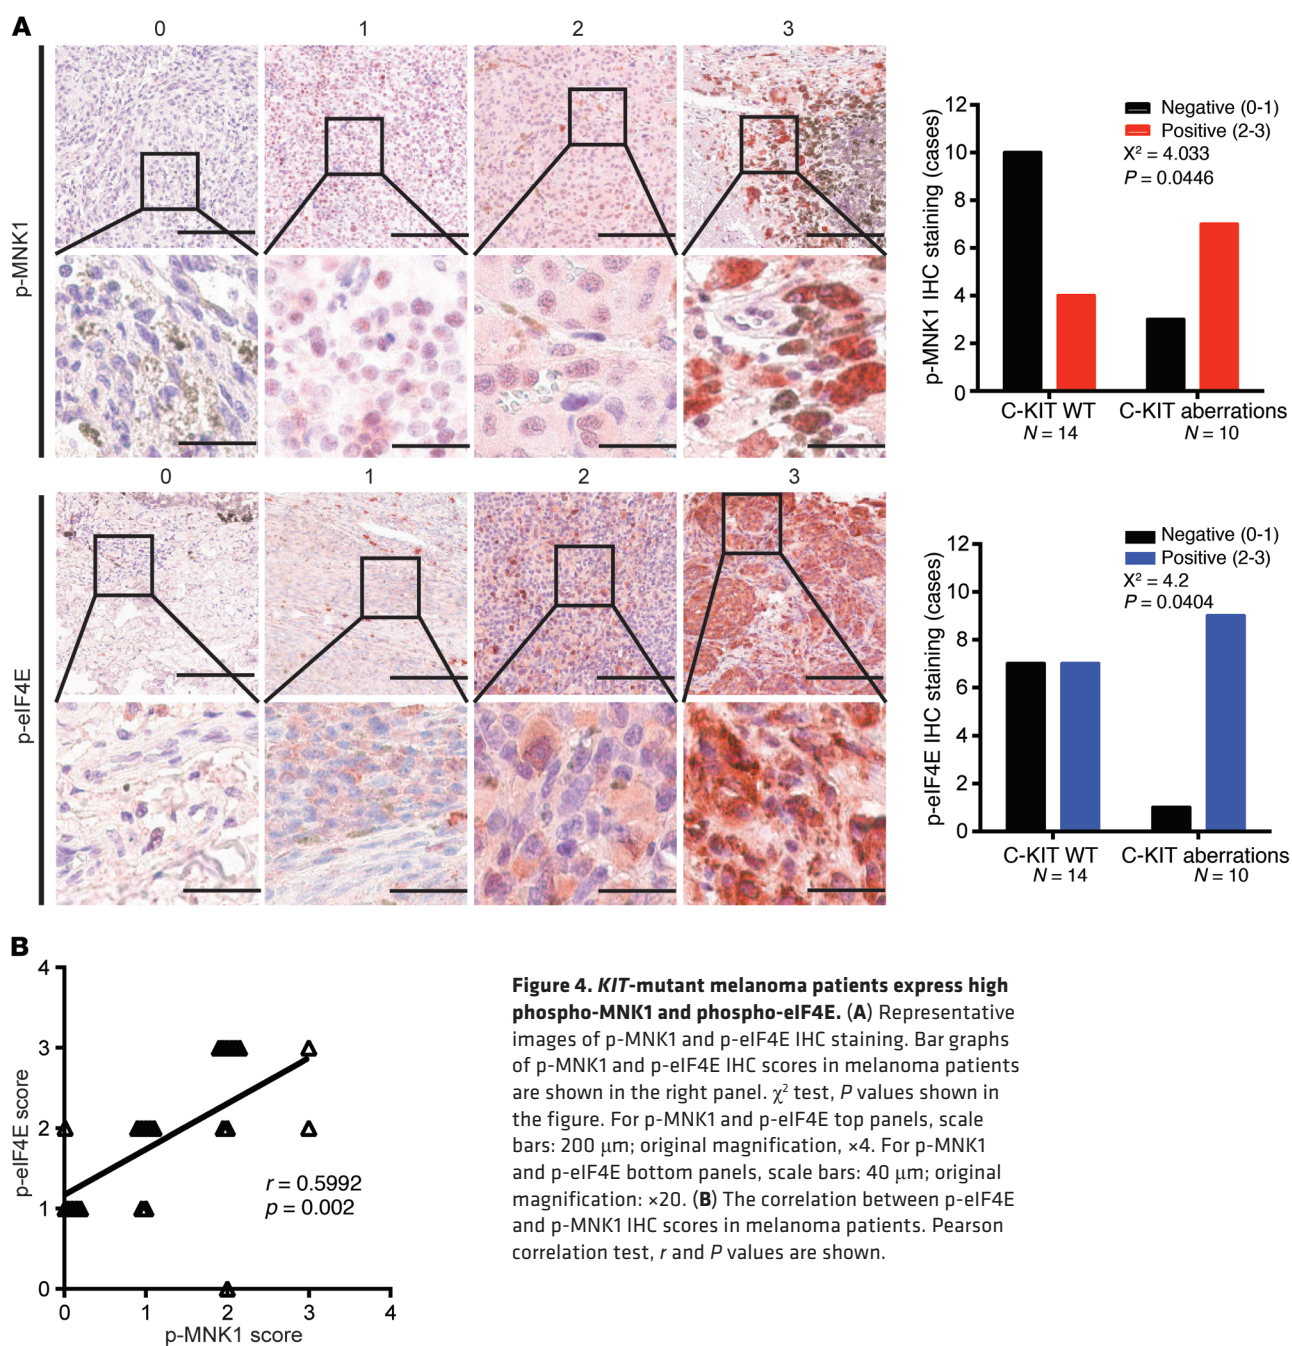 A
0 1 2 3
p-MNK1
12
10
8
6
4
2
0
p-MNK1 IHC staining (cases)
Negative (0-1)
Positive (2-3)
X² = 4.033
P = 0.0446
C-KIT WT C-KIT aberrations
N = 14 N = 10
0 1 2 3
p-eIF4E
12
10
8
6
4
2
0
p-eIF4E IHC staining (cases)
Negative (0-1)
Positive (2-3)
X² = 4.2
P = 0.0404
C-KIT WT C-KIT aberrations
N = 14 N = 10
B
4
3
2
1
0
p-eIF4E score
r = 0.5992
p = 0.002
0 1 2 3 4
p-MNK1 score
Figure 4. KIT-mutant melanoma patients express high
phospho-MNK1 and phospho-eIF4E. (A) Representative
images of p-MNK1 and p-eIF4E IHC staining. Bar graphs
of p-MNK1 and p-eIF4E IHC scores in melanoma patients
are shown in the right panel. χ² test, P values shown in
the figure. For p-MNK1 and p-eIF4E top panels, scale
bars: 200 μm; original magnification, ×4. For p-MNK1
and p-eIF4E bottom panels, scale bars: 40 μm; original
magnification: ×20. (B) The correlation between p-eIF4E
and p-MNK1 IHC scores in melanoma patients. Pearson
correlation test, r and P values are shown.